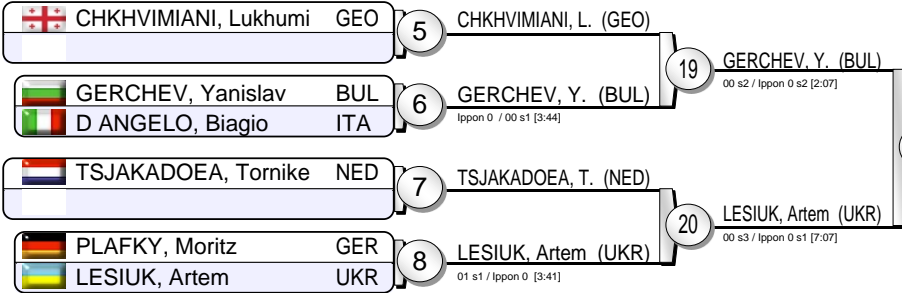 CHKHVIMIANI, Lukhumi GEO
5
CHKHVIMIANI, L. (GEO)
19
GERCHEV, Y. (BUL)
00 s2 / Ippon 0 s2 [2:07]
GERCHEV, Yanislav BUL
D ANGELO, Biagio ITA
6
GERCHEV, Y. (BUL)
Ippon 0 / 00 s1 [3:44]
TSJAKADOEA, Tornike NED
7
TSJAKADOEA, T. (NED)
20
LESIUK, Artem (UKR)
00 s3 / Ippon 0 s1 [7:07]
PLAFKY, Moritz GER
LESIUK, Artem UKR
8
LESIUK, Artem (UKR)
01 s1 / Ippon 0 [3:41]